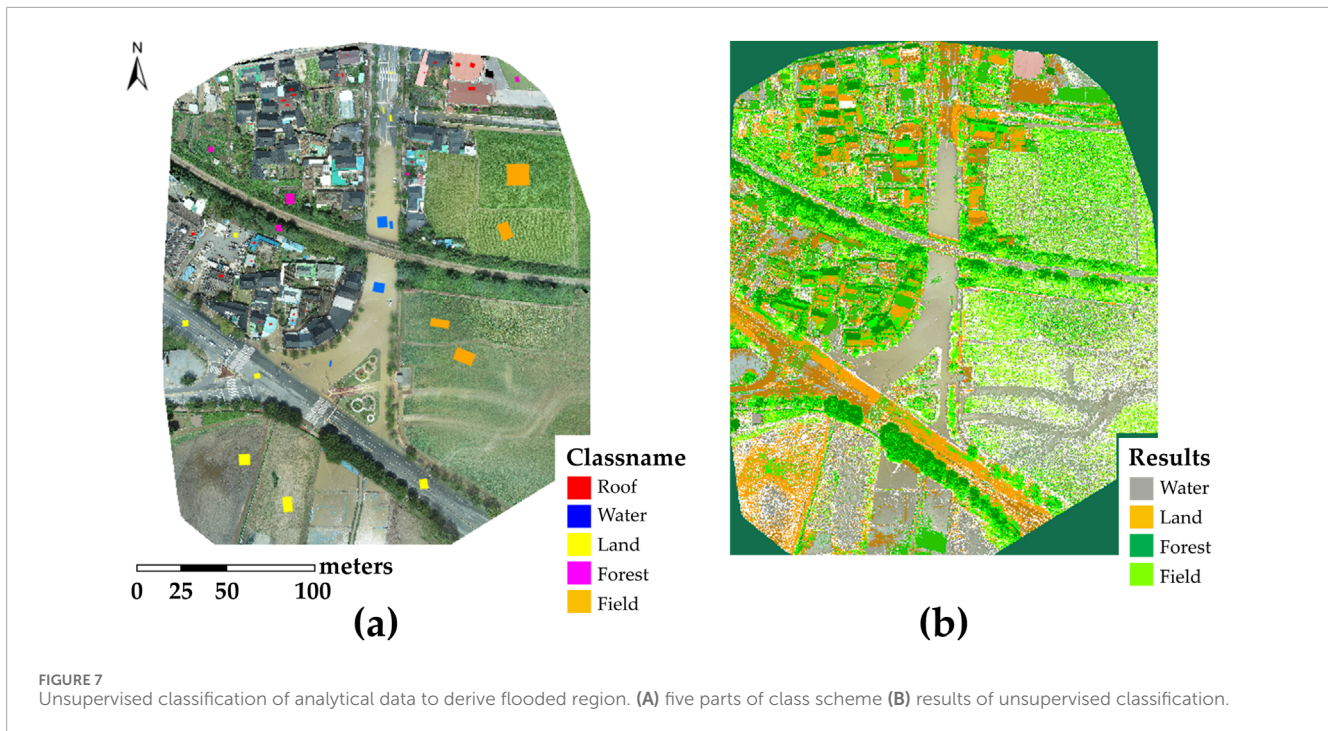 N
Classname
Roof
Water
Land
Forest
Field
meters
0 25 50 100
(a)
Results
Water
Land
Forest
Field
(b)
FIGURE 7
Unsupervised classification of analytical data to derive flooded region. (A) five parts of class scheme (B) results of unsupervised classification.